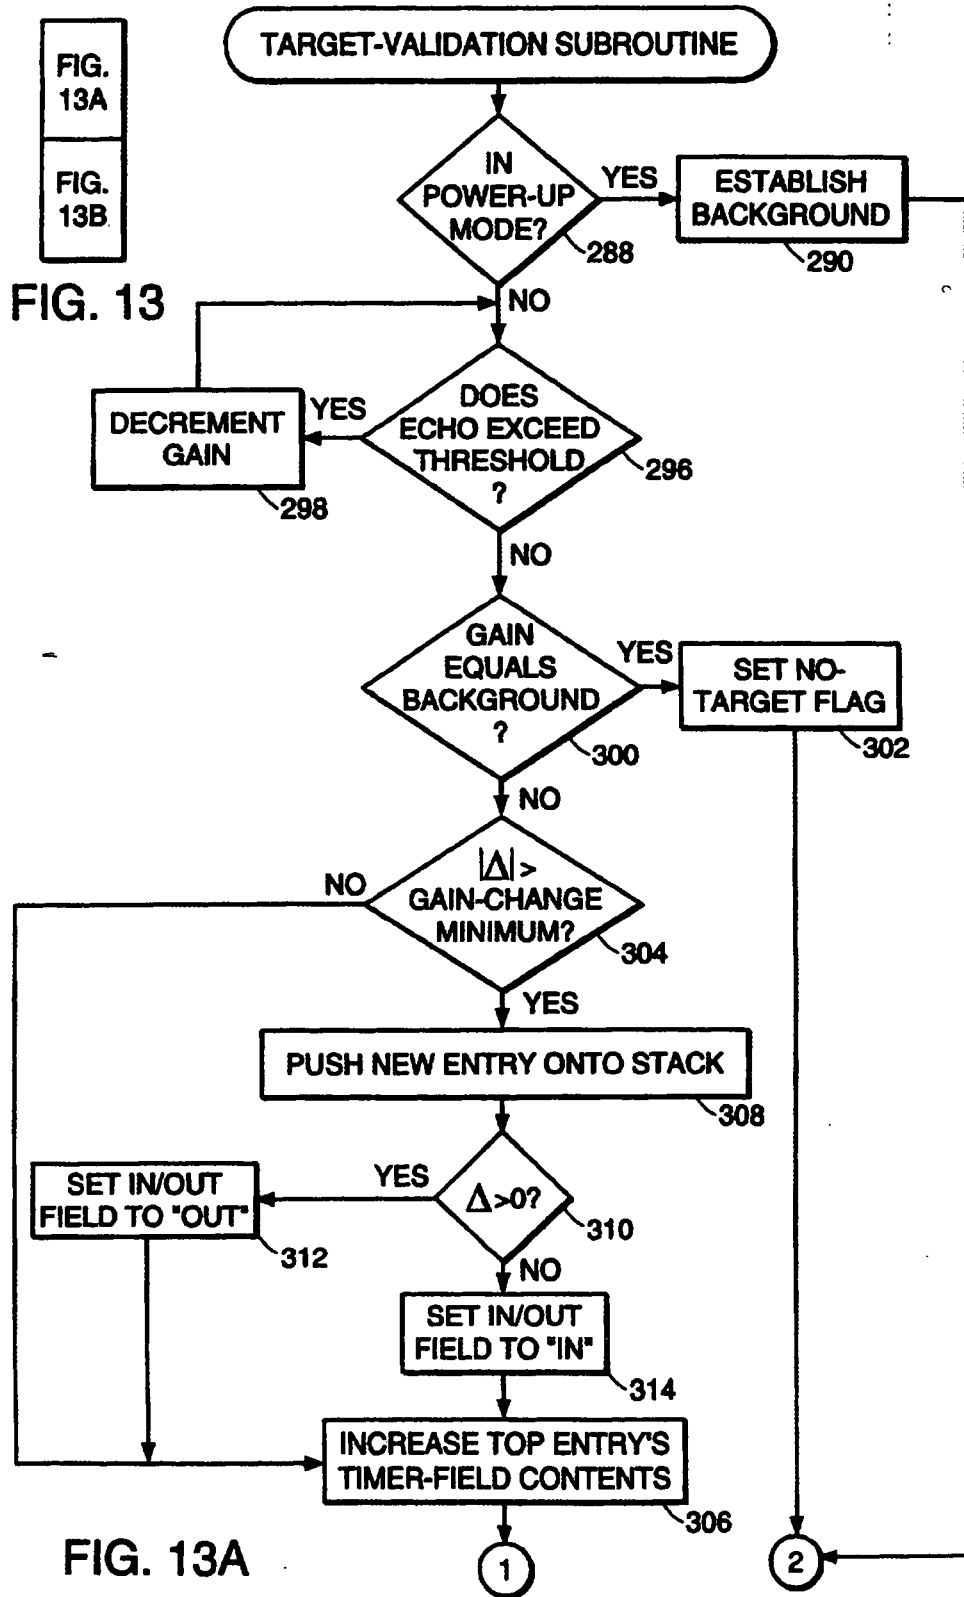 FIG.
13A
FIG.
13B
FIG. 13
TARGET-VALIDATION SUBROUTINE
IN
POWER-UP
MODE?
288
YES
ESTABLISH
BACKGROUND
290
NO
DOES
ECHO EXCEED
THRESHOLD
?
296
YES
DECREMENT
GAIN
298
NO
GAIN
EQUALS
BACKGROUND
?
300
YES
SET NO-
TARGET FLAG
302
NO
|Δ| >
GAIN-CHANGE
MINIMUM?
304
NO
YES
PUSH NEW ENTRY ONTO STACK
308
Δ>0?
310
YES
SET IN/OUT
FIELD TO "OUT"
312
NO
SET IN/OUT
FIELD TO "IN"
314
INCREASE TOP ENTRY'S
TIMER-FIELD CONTENTS
306
1
2
FIG. 13A